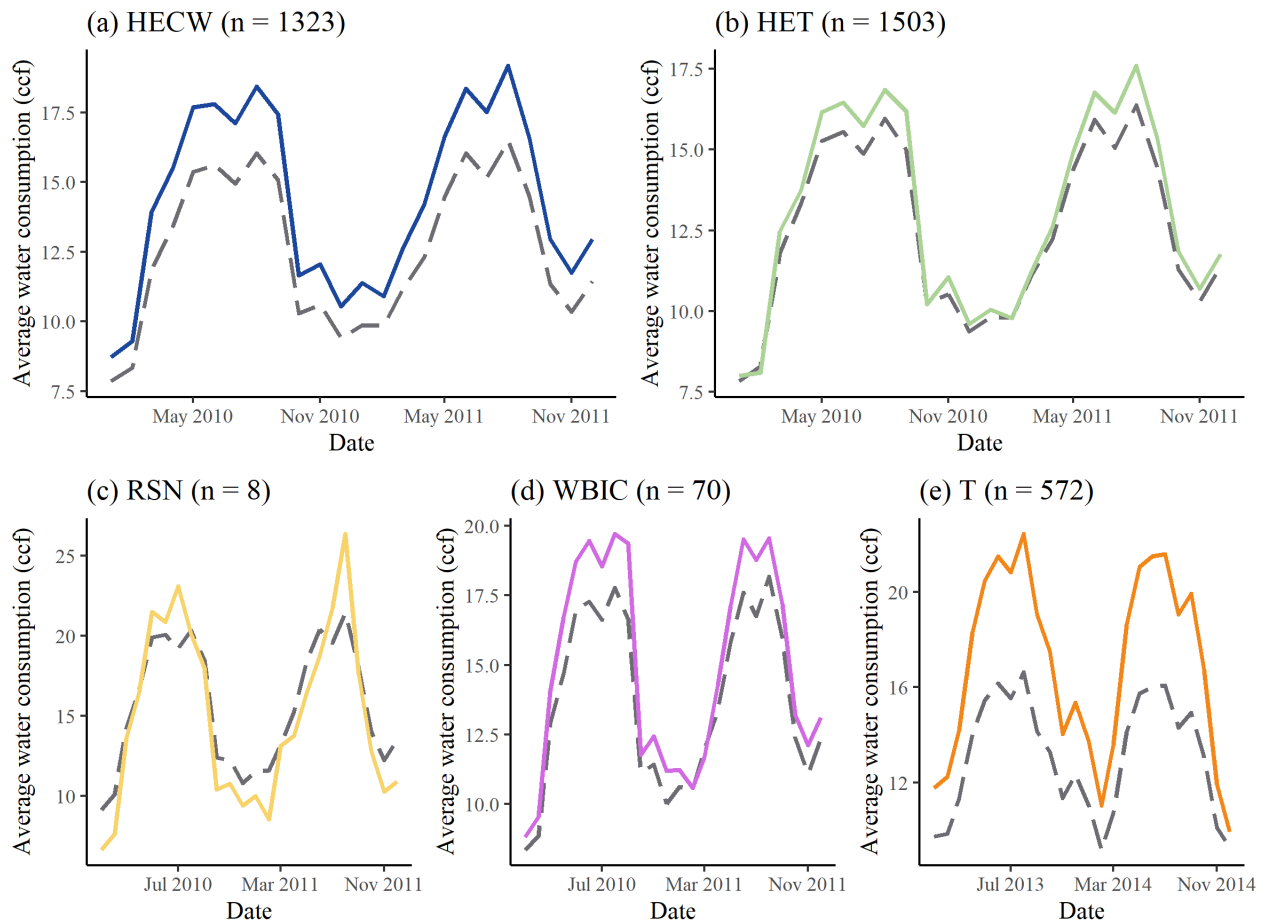 (a) HECW (n = 1323)
Average water consumption (ccf)
17.5
15.0
12.5
10.0
7.5
May 2010
Nov 2010
May 2011
Nov 2011
Date
(b) HET (n = 1503)
Average water consumption (ccf)
17.5
15.0
12.5
10.0
7.5
May 2010
Nov 2010
May 2011
Nov 2011
Date
(c) RSN (n = 8)
Average water consumption (ccf)
25
20
15
10
Jul 2010
Mar 2011
Nov 2011
Date
(d) WBIC (n = 70)
Average water consumption (ccf)
20.0
17.5
15.0
12.5
10.0
Jul 2010
Mar 2011
Nov 2011
Date
(e) T (n = 572)
Average water consumption (ccf)
20
16
12
Jul 2013
Mar 2014
Nov 2014
Date